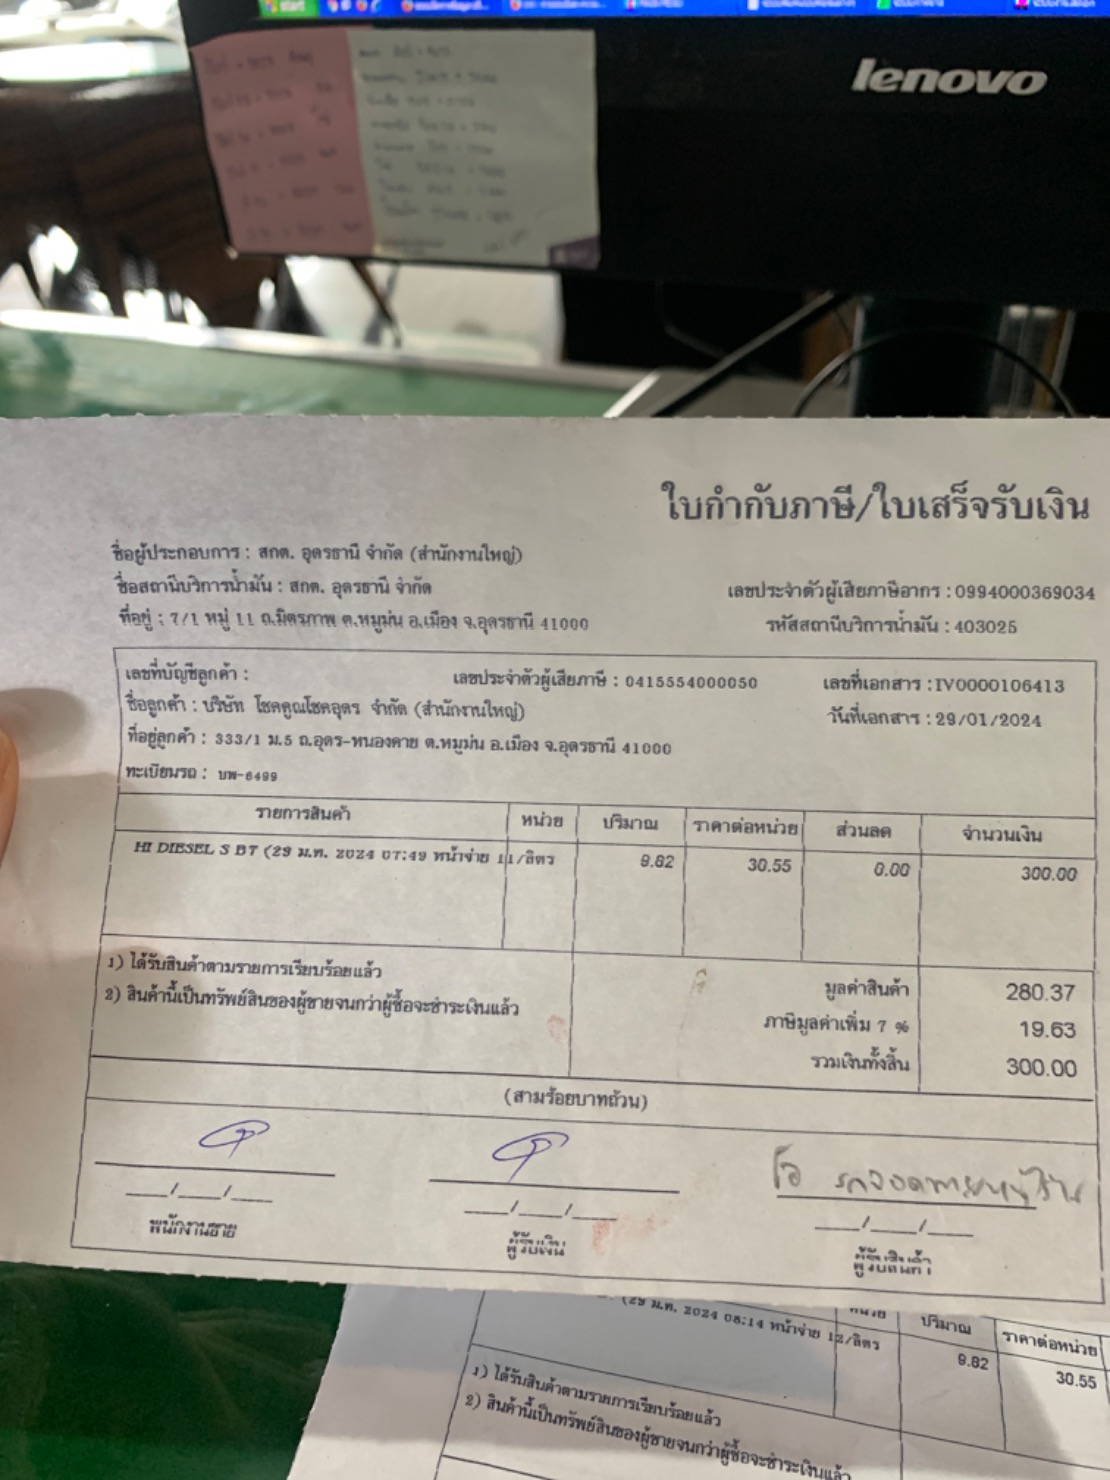 start
lenovo
ใบกำกับภาษี/ใบเสร็จรับเงิน
ชื่อผู้ประกอบการ : สกต. อุดรธานี จำกัด (สำนักงานใหญ่)
ชื่อสถานีบริการน้ำมัน : สกต. อุดรธานี จำกัด
เลขประจำตัวผู้เสียภาษีอากร : 0994000369034
ที่อยู่ : 7/1 หมู่ 11 ถ.มิตรภาพ ต.หมูม่น อ.เมือง จ.อุดรธานี 41000
รหัสสถานีบริการน้ำมัน : 403025
เลขที่บัญชีลูกค้า : เลขประจำตัวผู้เสียภาษี : 0415554000050 เลขที่เอกสาร : IV0000106413
ชื่อลูกค้า : บริษัท โชคคูณโชคอุดร จำกัด (สำนักงานใหญ่) วันที่เอกสาร : 29/01/2024
ที่อยู่ลูกค้า : 333/1 ม.5 ถ.อุดร-หนองคาย ต.หมูม่น อ.เมือง จ.อุดรธานี 41000
ทะเบียนรถ : บพ-6499
รายการสินค้า หน่วย ปริมาณ ราคาต่อหน่วย ส่วนลด จำนวนเงิน
HI DIESEL S B7 (29 ม.ค. 2024 07:49 หน้าจ่าย 11/ลิตร 9.82 30.55 0.00 300.00
1) ได้รับสินค้าตามรายการเรียบร้อยแล้ว
2) สินค้านี้เป็นทรัพย์สินของผู้ขายจนกว่าผู้ซื้อจะชำระเงินแล้ว
มูลค่าสินค้า 280.37
ภาษีมูลค่าเพิ่ม 7 % 19.63
รวมเงินทั้งสิ้น 300.00
(สามร้อยบาทถ้วน)
___/___/___ ___/___/___ ___/___/___
พนักงานขาย ผู้รับเงิน ผู้รับสินค้า
หน่วย ปริมาณ ราคาต่อหน่วย
(29 ม.ค. 2024 08:14 หน้าจ่าย 12/ลิตร 9.82 30.55
1) ได้รับสินค้าตามรายการเรียบร้อยแล้ว
2) สินค้านี้เป็นทรัพย์สินของผู้ขายจนกว่าผู้ซื้อจะชำระเงินแล้ว